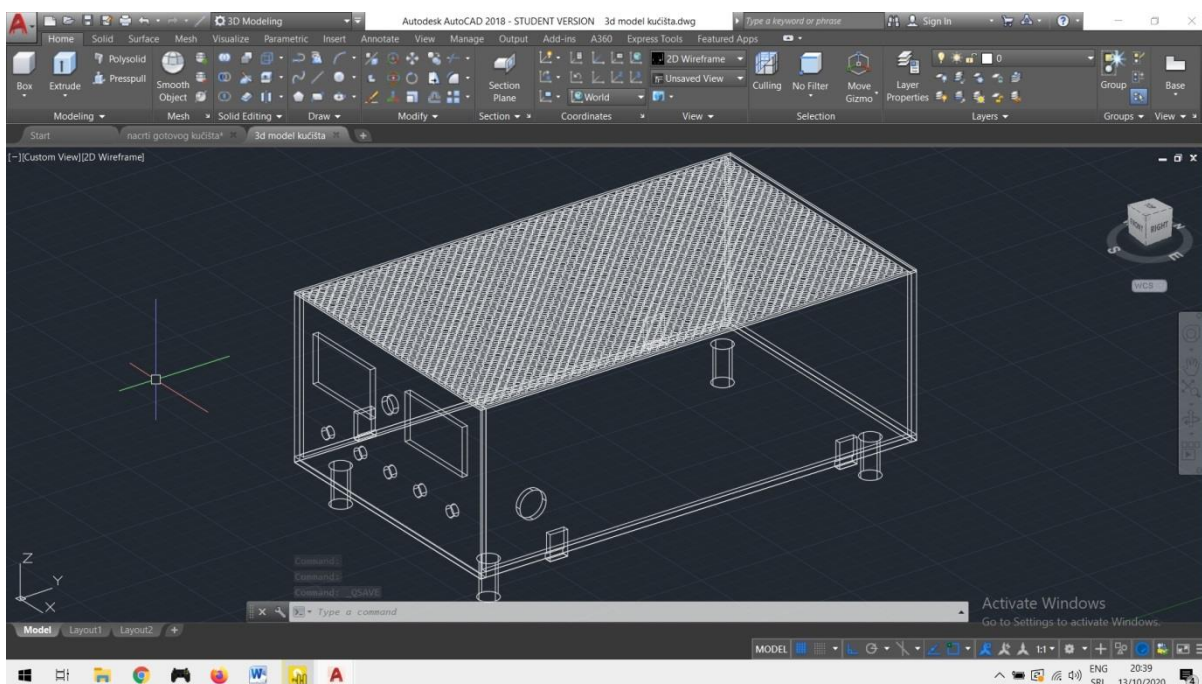 3D Modeling
Autodesk AutoCAD 2018 - STUDENT VERSION 3d model kućišta.dwg
Type a keyword or phrase
Sign In
Home Solid Surface Mesh Visualize Parametric Insert Annotate View Manage Output Add-ins A360 Express Tools Featured Apps
Box
Extrude
Polysolid
Presspull
Smooth Object
Section Plane
World
2D Wireframe
Unsaved View
Culling
No Filter
Move Gizmo
Layer Properties
0
Group
Base
Modeling Mesh Solid Editing Draw Modify Section Coordinates View Selection Layers Groups View
Start nacrti gotovog kućišta* 3d model kućišta
[−][Custom View][2D Wireframe]
FRONT RIGHT
S E
WCS
Z
Y
X
Command:
Command:
Command: _QSAVE
Type a command
Activate Windows
Go to Settings to activate Windows.
Model Layout1 Layout2
MODEL 1:1
ENG 20:39
SRL 13/10/2020